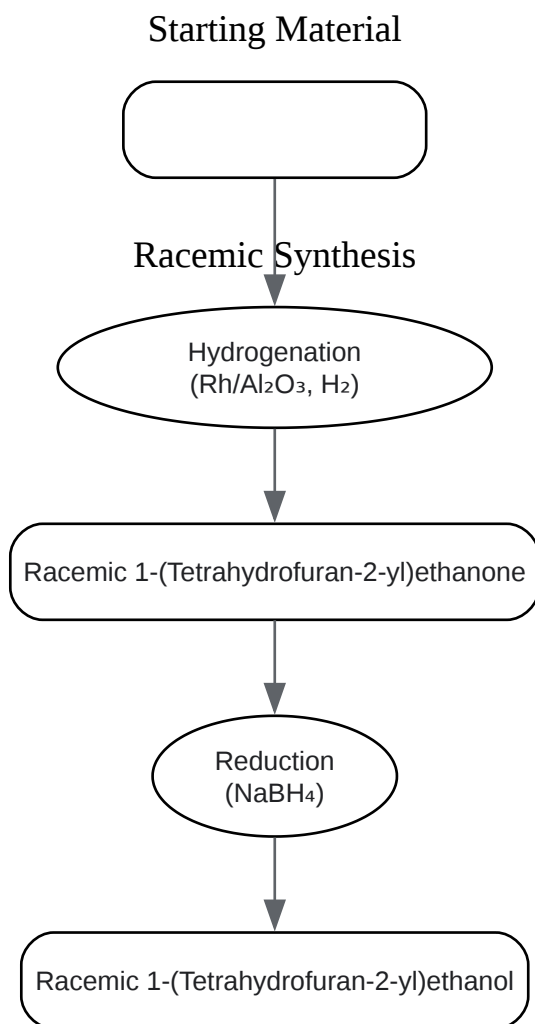 Starting Material
Racemic Synthesis
Hydrogenation
(Rh/Al₂O₃, H₂)
Racemic 1-(Tetrahydrofuran-2-yl)ethanone
Reduction
(NaBH₄)
Racemic 1-(Tetrahydrofuran-2-yl)ethanol